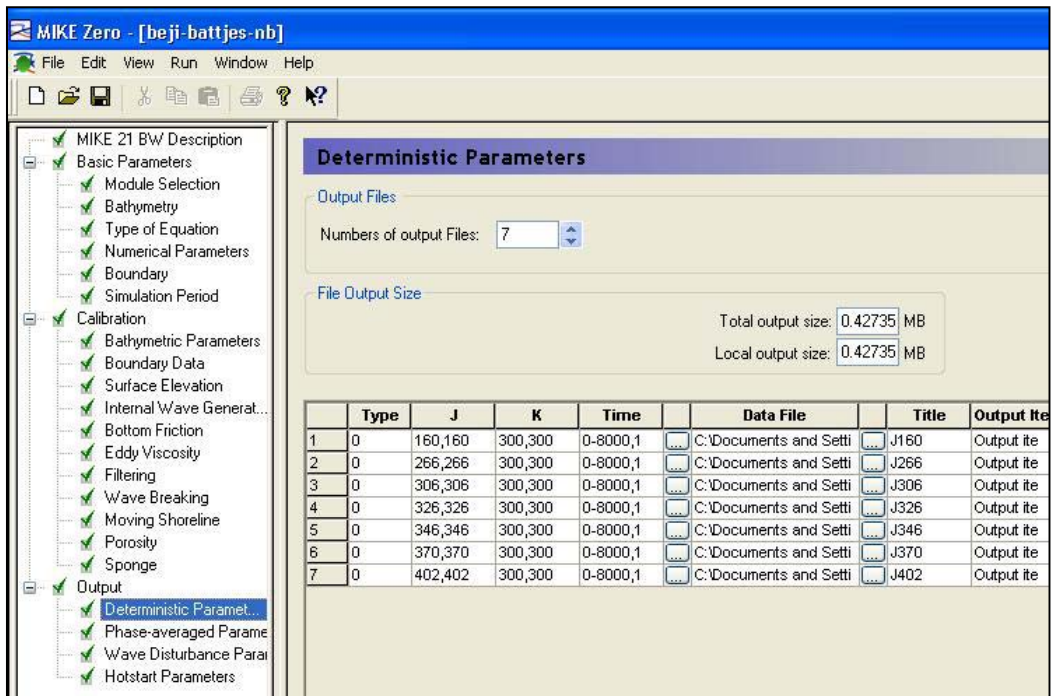 MIKE Zero - [beji-battjes-nb]
File Edit View Run Window Help
MIKE 21 BW Description
Basic Parameters
Module Selection
Bathymetry
Type of Equation
Numerical Parameters
Boundary
Simulation Period
Calibration
Bathymetric Parameters
Boundary Data
Surface Elevation
Internal Wave Generat...
Bottom Friction
Eddy Viscosity
Filtering
Wave Breaking
Moving Shoreline
Porosity
Sponge
Output
Deterministic Paramet...
Phase-averaged Parame
Wave Disturbance Parar
Hotstart Parameters
Deterministic Parameters
Output Files
Numbers of output Files: 7
File Output Size
Total output size: 0.42735 MB
Local output size: 0.42735 MB
Type J K Time Data File Title Output Ite
1 0 160,160 300,300 0-8000,1 ... C:\Documents and Setti ... J160 Output ite
2 0 266,266 300,300 0-8000,1 ... C:\Documents and Setti ... J266 Output ite
3 0 306,306 300,300 0-8000,1 ... C:\Documents and Setti ... J306 Output ite
4 0 326,326 300,300 0-8000,1 ... C:\Documents and Setti ... J326 Output ite
5 0 346,346 300,300 0-8000,1 ... C:\Documents and Setti ... J346 Output ite
6 0 370,370 300,300 0-8000,1 ... C:\Documents and Setti ... J370 Output ite
7 0 402,402 300,300 0-8000,1 ... C:\Documents and Setti ... J402 Output ite